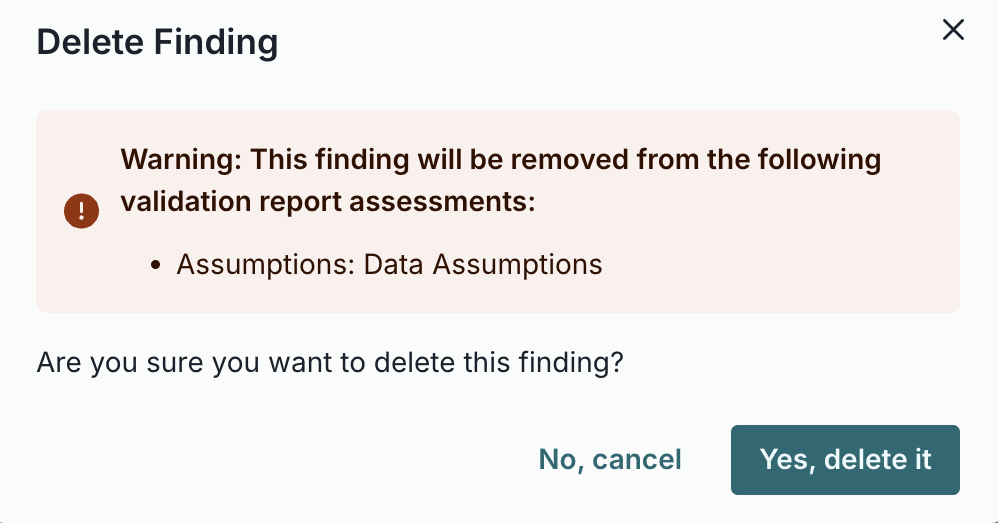 Delete Finding
Warning: This finding will be removed from the following
validation report assessments:
• Assumptions: Data Assumptions
Are you sure you want to delete this finding?
No, cancel
Yes, delete it